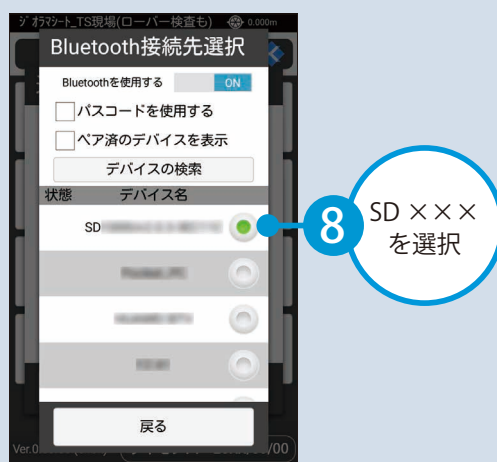 ジオラマシート_TS現場(ローバー検査も) 0.000m
Bluetooth接続先選択
Bluetoothを使用する ON
パスコードを使用する
ペア済のデバイスを表示
デバイスの検索
状態 デバイス名
SD
8 SD ×××
を選択
戻る
Ver.0
/00